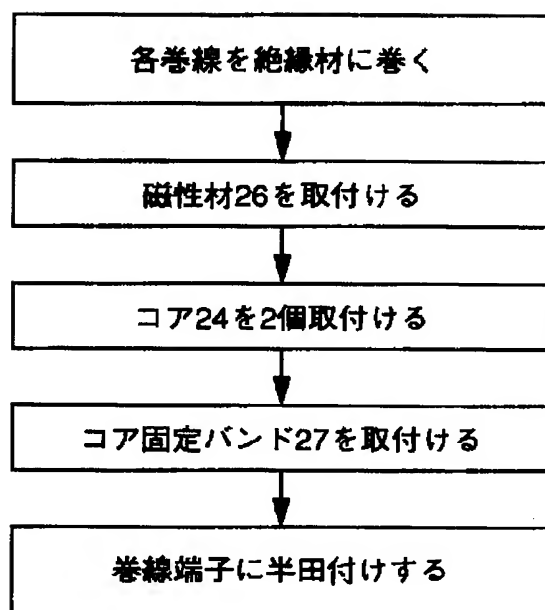 各巻線を絶縁材に巻く
磁性材26を取付ける
コア24を2個取付ける
コア固定バンド27を取付ける
巻線端子に半田付けする